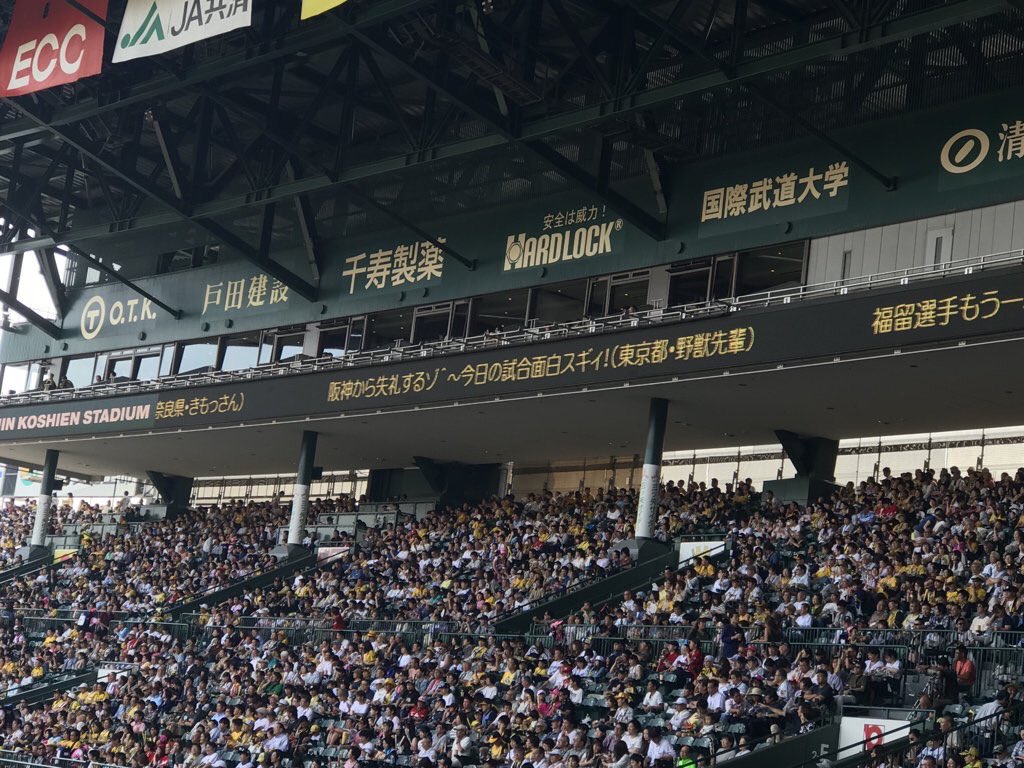 ECC
JA共済
O.T.K.
戸田建設
千寿製薬
安全は威力!
HARDLOCK®
国際武道大学
清
IN KOSHIEN STADIUM
奈良県・きもっさん)
阪神から失礼するゾ~今日の試合面白スギィ!(東京都・野獣先輩)
福留選手もう一